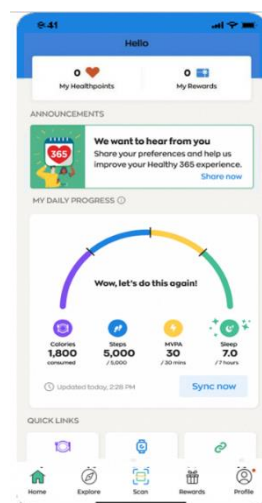 9:41
Hello
0
0
My Healthpoints
My Rewards
ANNOUNCEMENTS
365
We want to hear from you
Share your preferences and help us
improve your Healthy 365 experience.
Share now
MY DAILY PROGRESS
Wow, let's do this again!
Calories
Steps
MVPA
Sleep
1,800
5,000
30
7.0
consumed
/ 5,000
/ 30 mins
/ 7 hours
Updated today, 2:28 PM
Sync now
QUICK LINKS
Home
Explore
Scan
Rewards
Profile